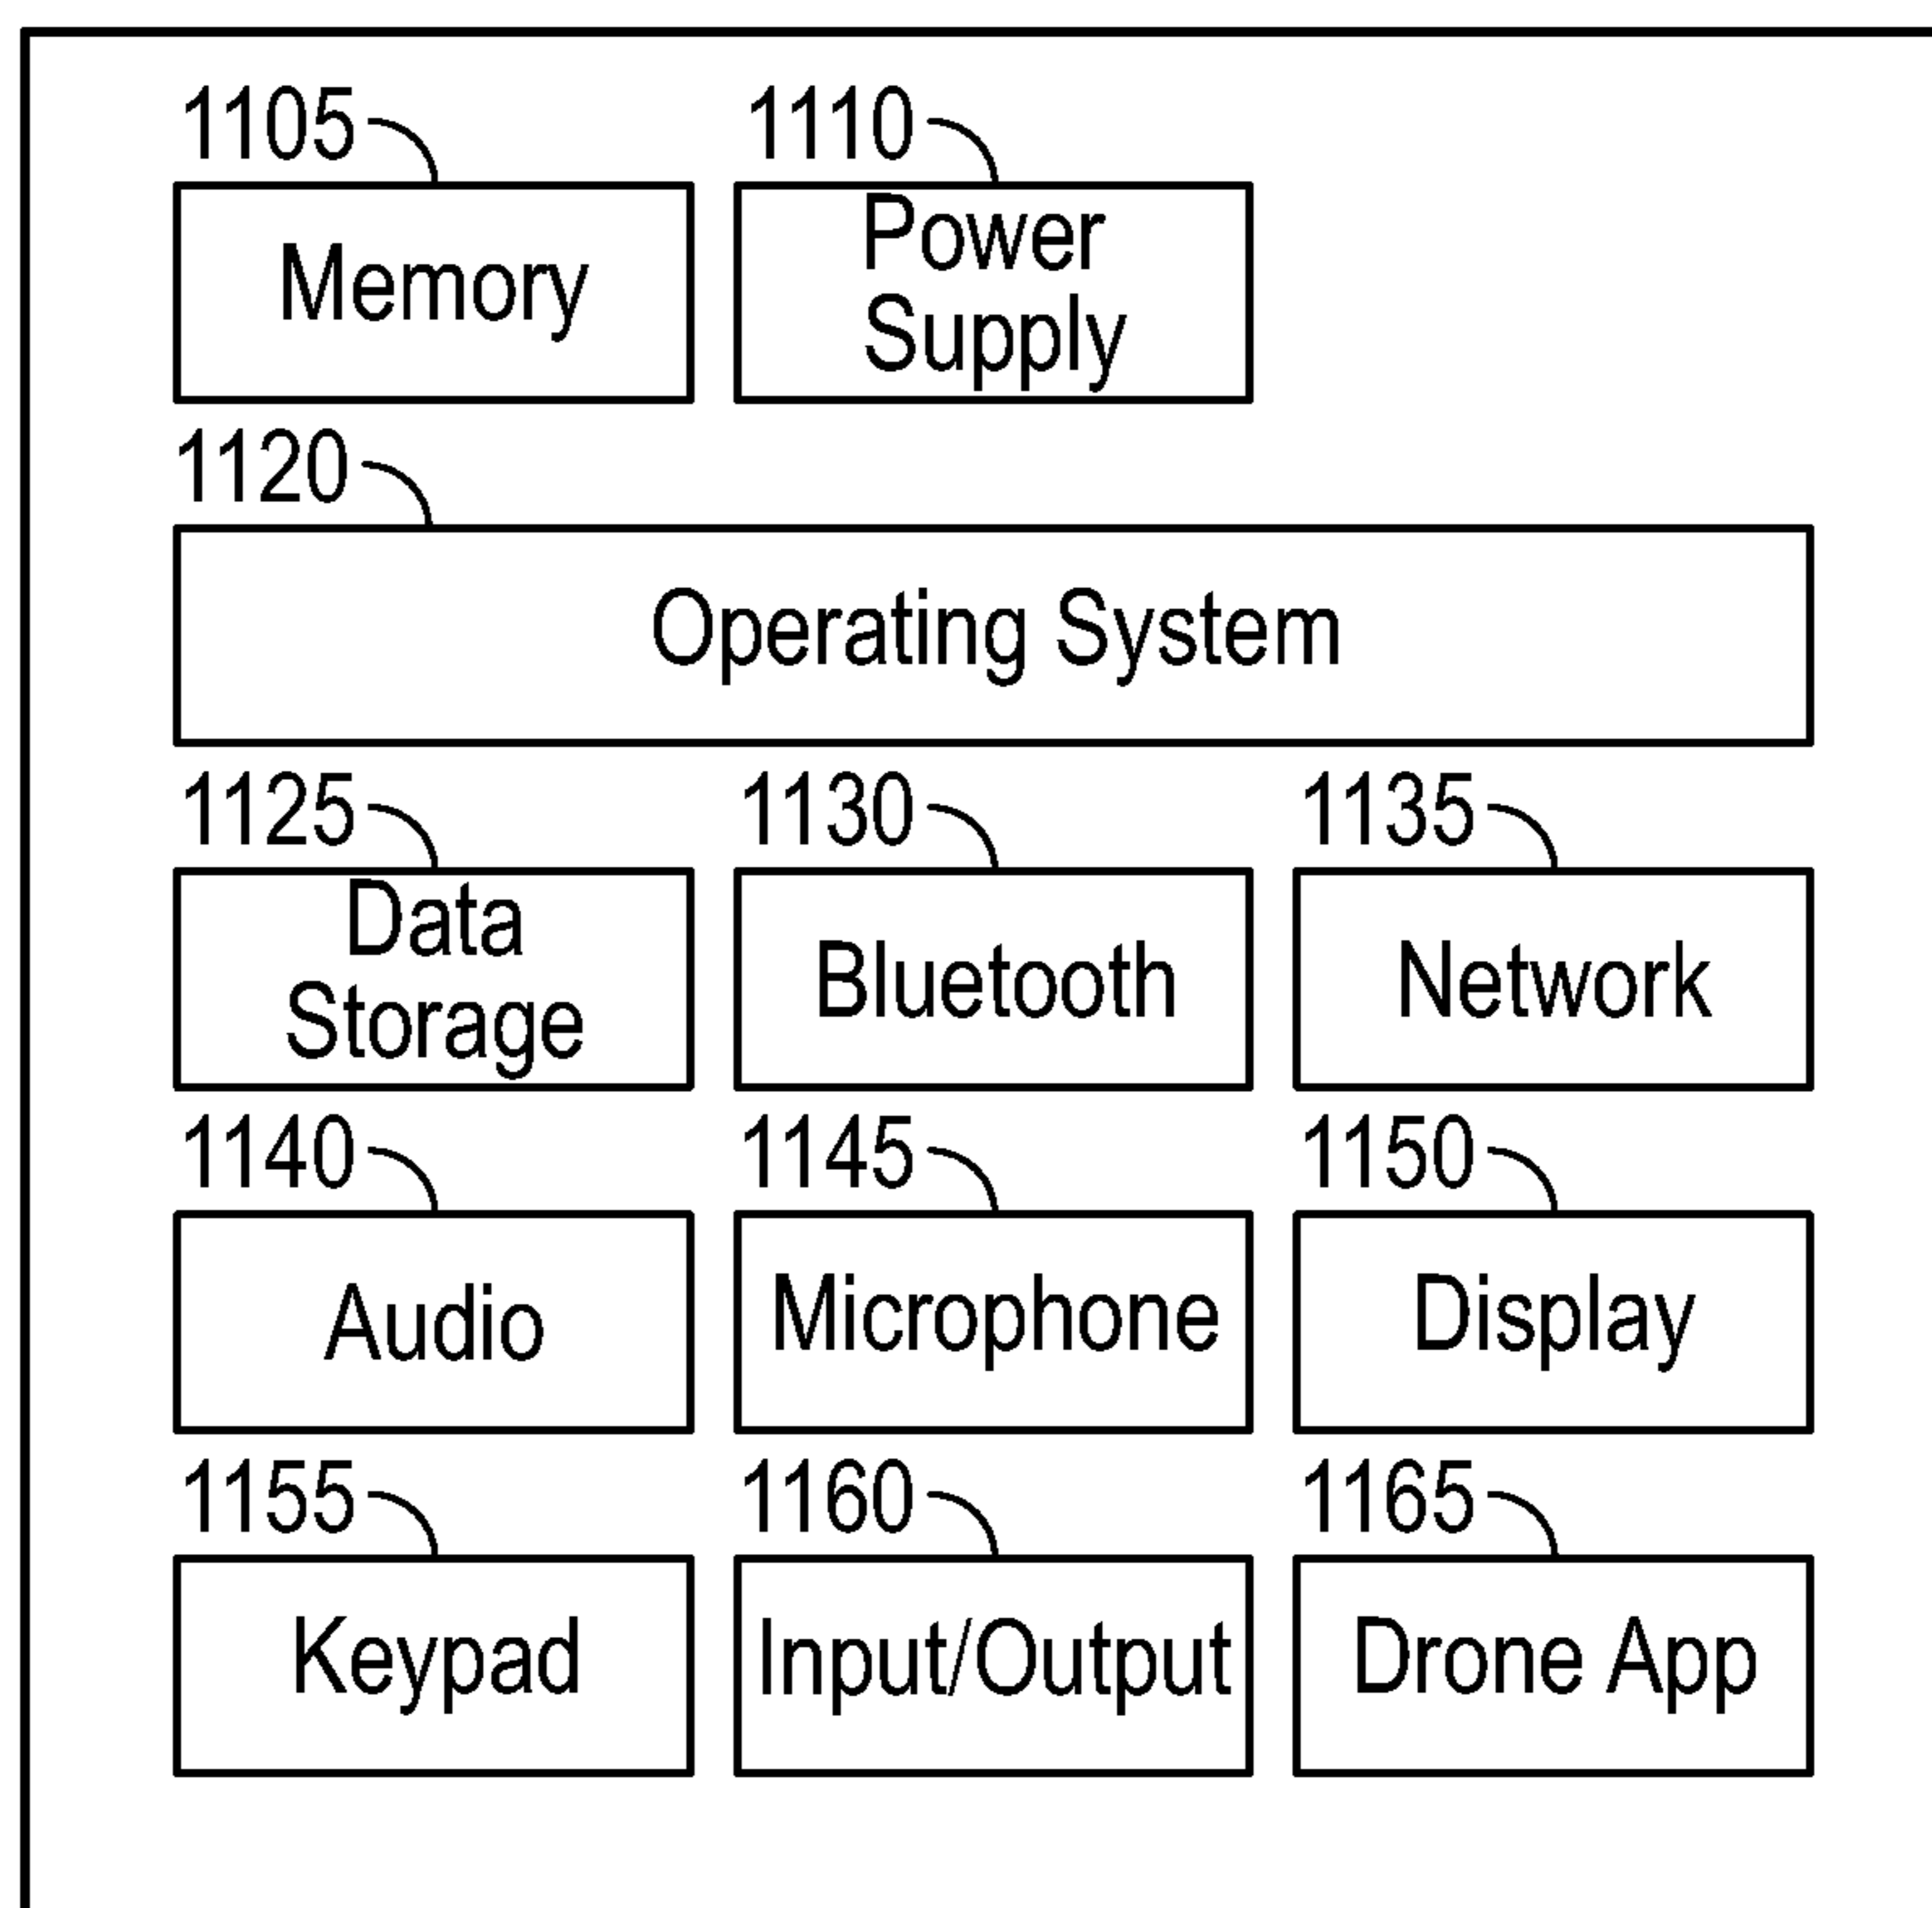 1105 1110
Memory
Power
Supply
1120
Operating System
1125 1130 1135
Data
Storage
Bluetooth
Network
1140 1145 1150
Audio
Microphone
Display
1155 1160 1165
Keypad
Input/Output
Drone App